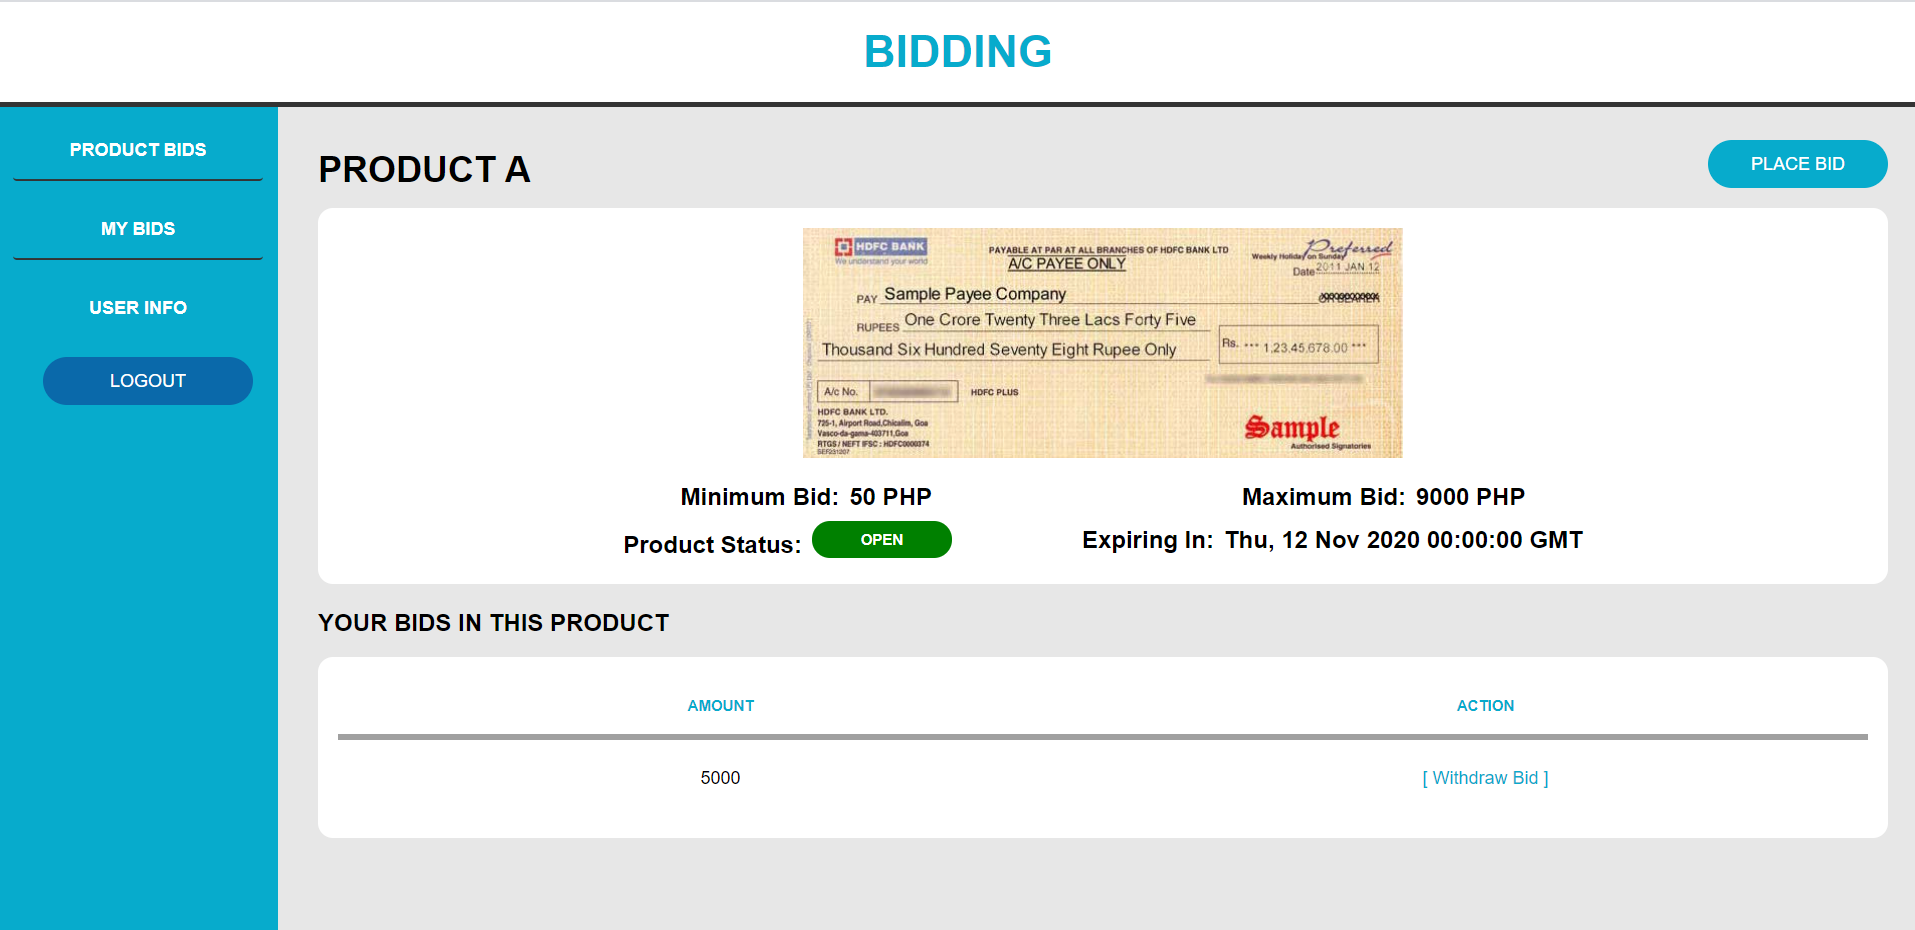 BIDDING
PRODUCT BIDS
MY BIDS
USER INFO
LOGOUT
PRODUCT A
PLACE BID
HDFC BANK
We understand your world
PAYABLE AT PAR AT ALL BRANCHES OF HDFC BANK LTD
A/C PAYEE ONLY
Preferred
Weekly Holiday on Sunday
Date 2011 JAN 12
PAY Sample Payee Company
OR BEARER
RUPEES One Crore Twenty Three Lacs Forty Five
Thousand Six Hundred Seventy Eight Rupee Only
Rs. *** 1,23,45,678.00 ***
A/c No.
HDFC PLUS
HDFC BANK LTD.
725-1, Airport Road,Chicalim, Goa
Vasco-da-gama-403711,Goa
RTGS / NEFT IFSC : HDFC0000374
SEF231207
Sample
Authorised Signatories
Minimum Bid: 50 PHP
Maximum Bid: 9000 PHP
Product Status: OPEN
Expiring In: Thu, 12 Nov 2020 00:00:00 GMT
YOUR BIDS IN THIS PRODUCT
AMOUNT
ACTION
5000
[ Withdraw Bid ]